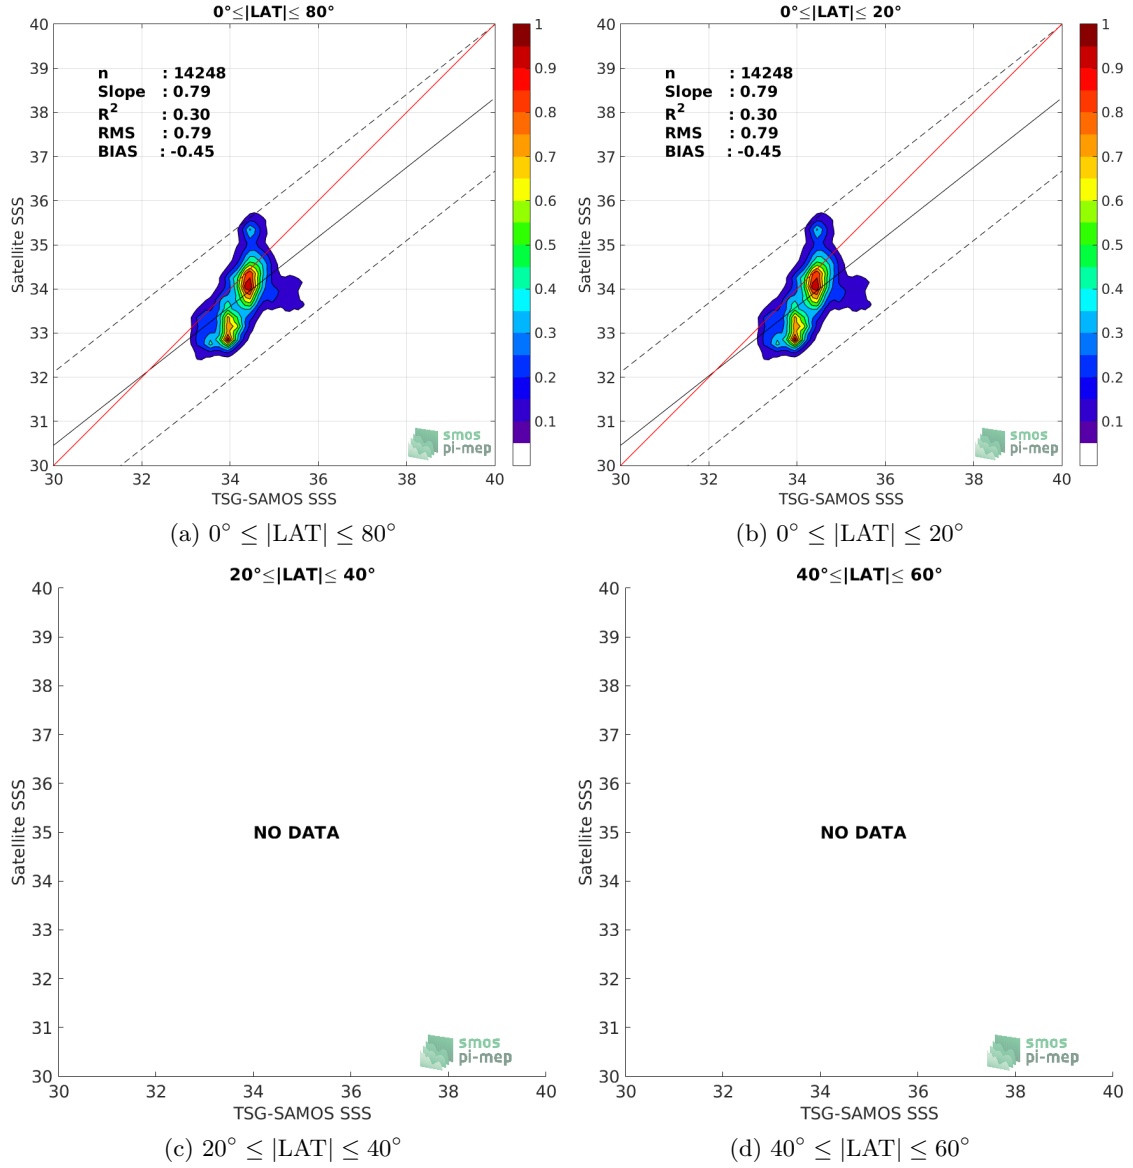 0°≤|LAT|≤ 80°
40
39
38
37
36
35
34
33
32
31
30
n : 14248
Slope : 0.79
R² : 0.30
RMS : 0.79
BIAS : -0.45
Satellite SSS
30 32 34 36 38 40
TSG-SAMOS SSS
smos
pi-mep
1
0.9
0.8
0.7
0.6
0.5
0.4
0.3
0.2
0.1
(a) 0° ≤ |LAT| ≤ 80°
0°≤|LAT|≤ 20°
40
39
38
37
36
35
34
33
32
31
30
n : 14248
Slope : 0.79
R² : 0.30
RMS : 0.79
BIAS : -0.45
Satellite SSS
30 32 34 36 38 40
TSG-SAMOS SSS
smos
pi-mep
1
0.9
0.8
0.7
0.6
0.5
0.4
0.3
0.2
0.1
(b) 0° ≤ |LAT| ≤ 20°
20°≤|LAT|≤ 40°
40
39
38
37
36
35
34
33
32
31
30
Satellite SSS
NO DATA
30 32 34 36 38 40
TSG-SAMOS SSS
smos
pi-mep
(c) 20° ≤ |LAT| ≤ 40°
40°≤|LAT|≤ 60°
40
39
38
37
36
35
34
33
32
31
30
Satellite SSS
NO DATA
30 32 34 36 38 40
TSG-SAMOS SSS
smos
pi-mep
(d) 40° ≤ |LAT| ≤ 60°